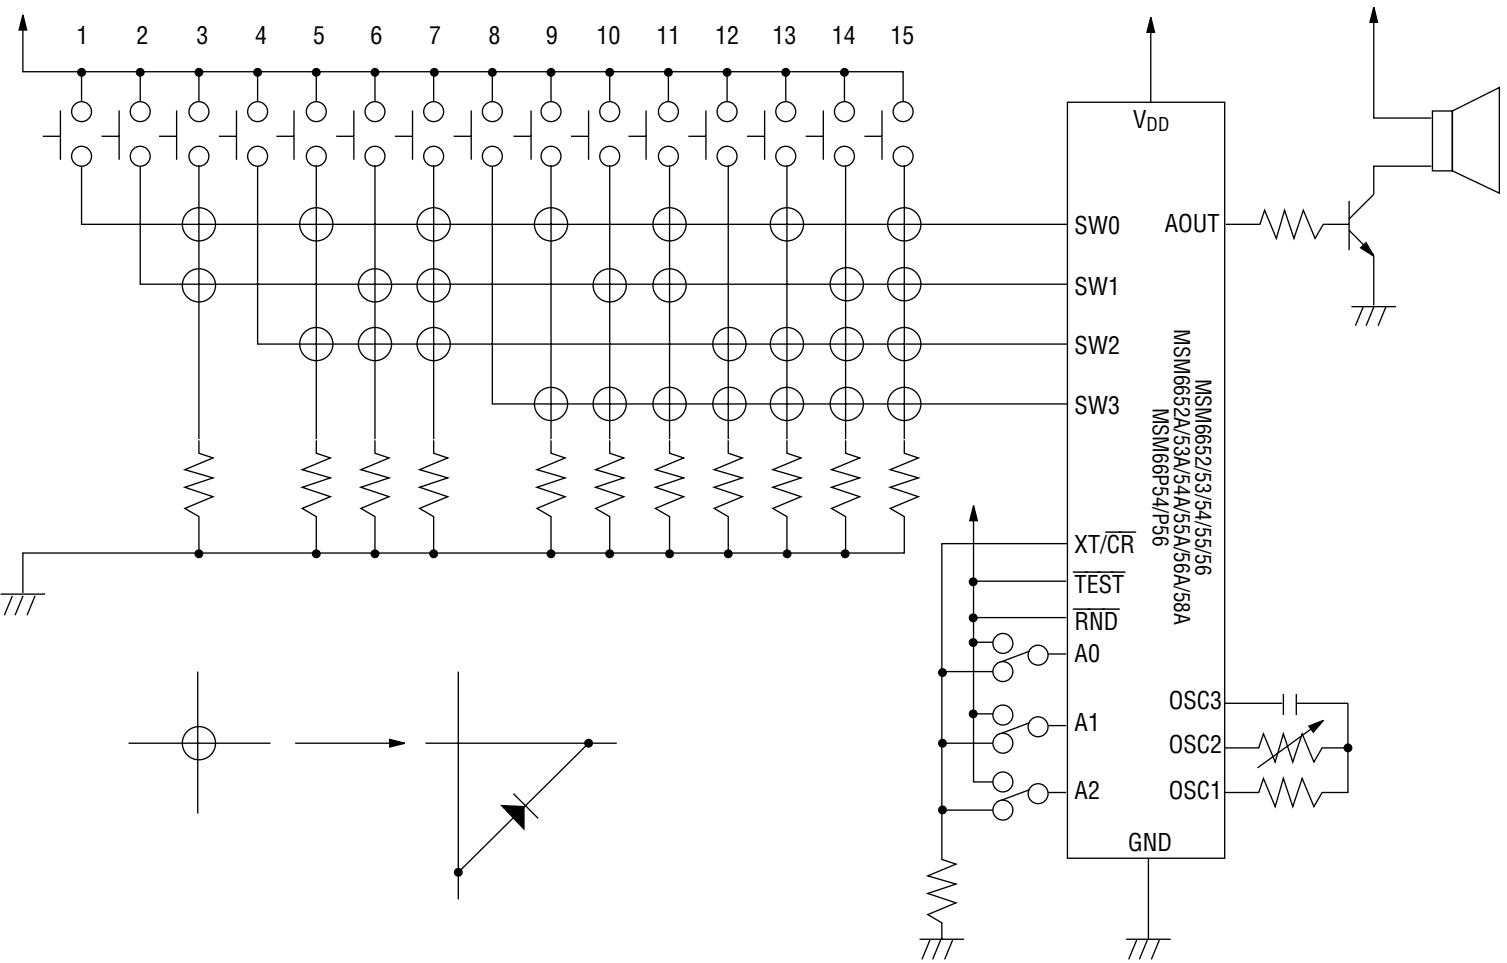 1 2 3 4 5 6 7 8 9 10 11 12 13 14 15
VDD
SW0
AOUT
SW1
SW2
SW3
MSM6652/53/54/55/56
MSM6652A/53A/54A/55A/56A/58A
MSM66P54/P56
XT/CR
TEST
RND
A0
A1
A2
OSC3
OSC2
OSC1
GND